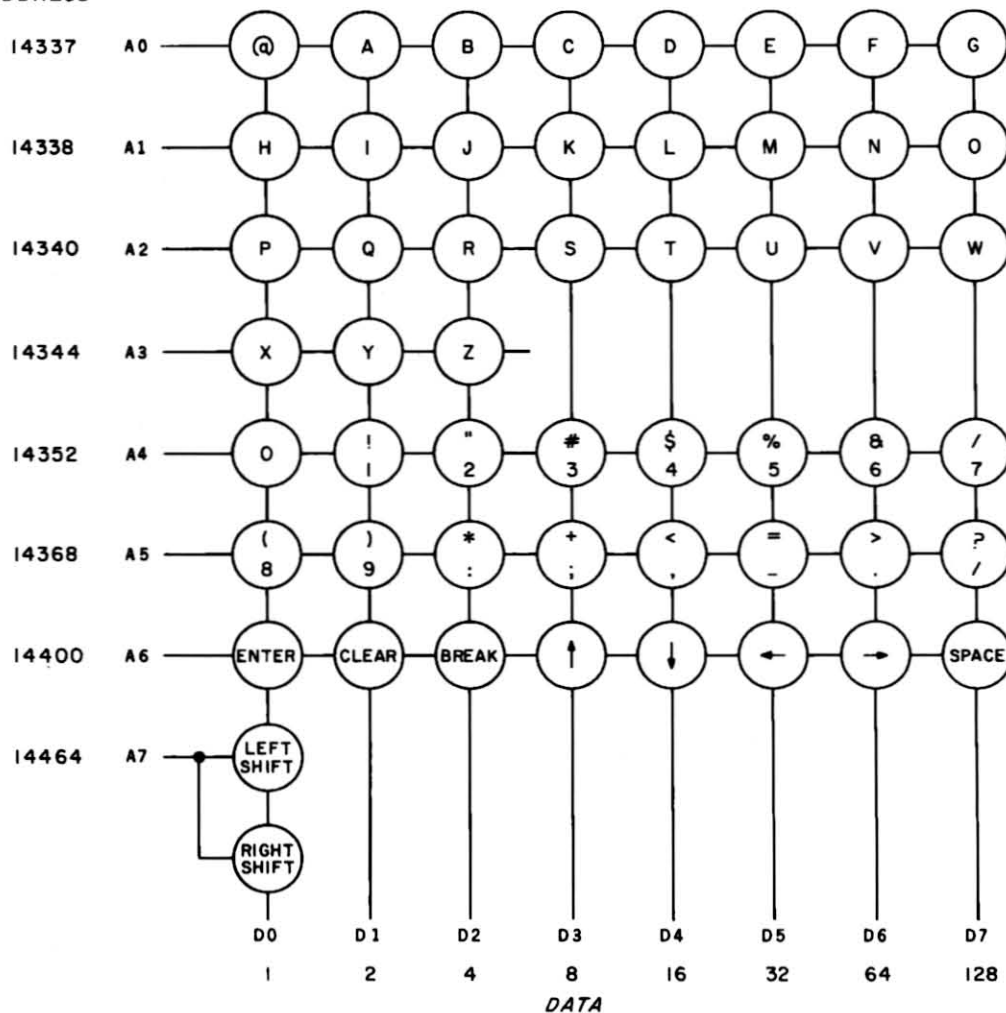 14337 A0 @ A B C D E F G
14338 A1 H I J K L M N O
14340 A2 P Q R S T U V W
14344 A3 X Y Z
14352 A4 0 ! 1 " 2 # 3 $ 4 % 5 & 6 / 7
14368 A5 ( 8 ) 9 * : + ; < , = _ > . ? /
14400 A6 ENTER CLEAR BREAK ↑ ↓ ← → SPACE
14464 A7 LEFT
SHIFT
RIGHT
SHIFT
D0 D1 D2 D3 D4 D5 D6 D7
1 2 4 8 16 32 64 128
DATA